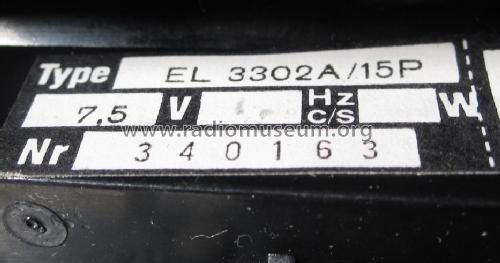 Type EL 3302A/15P
7,5 V Hz C/S W
www.radiomuseum.org
Nr 340163